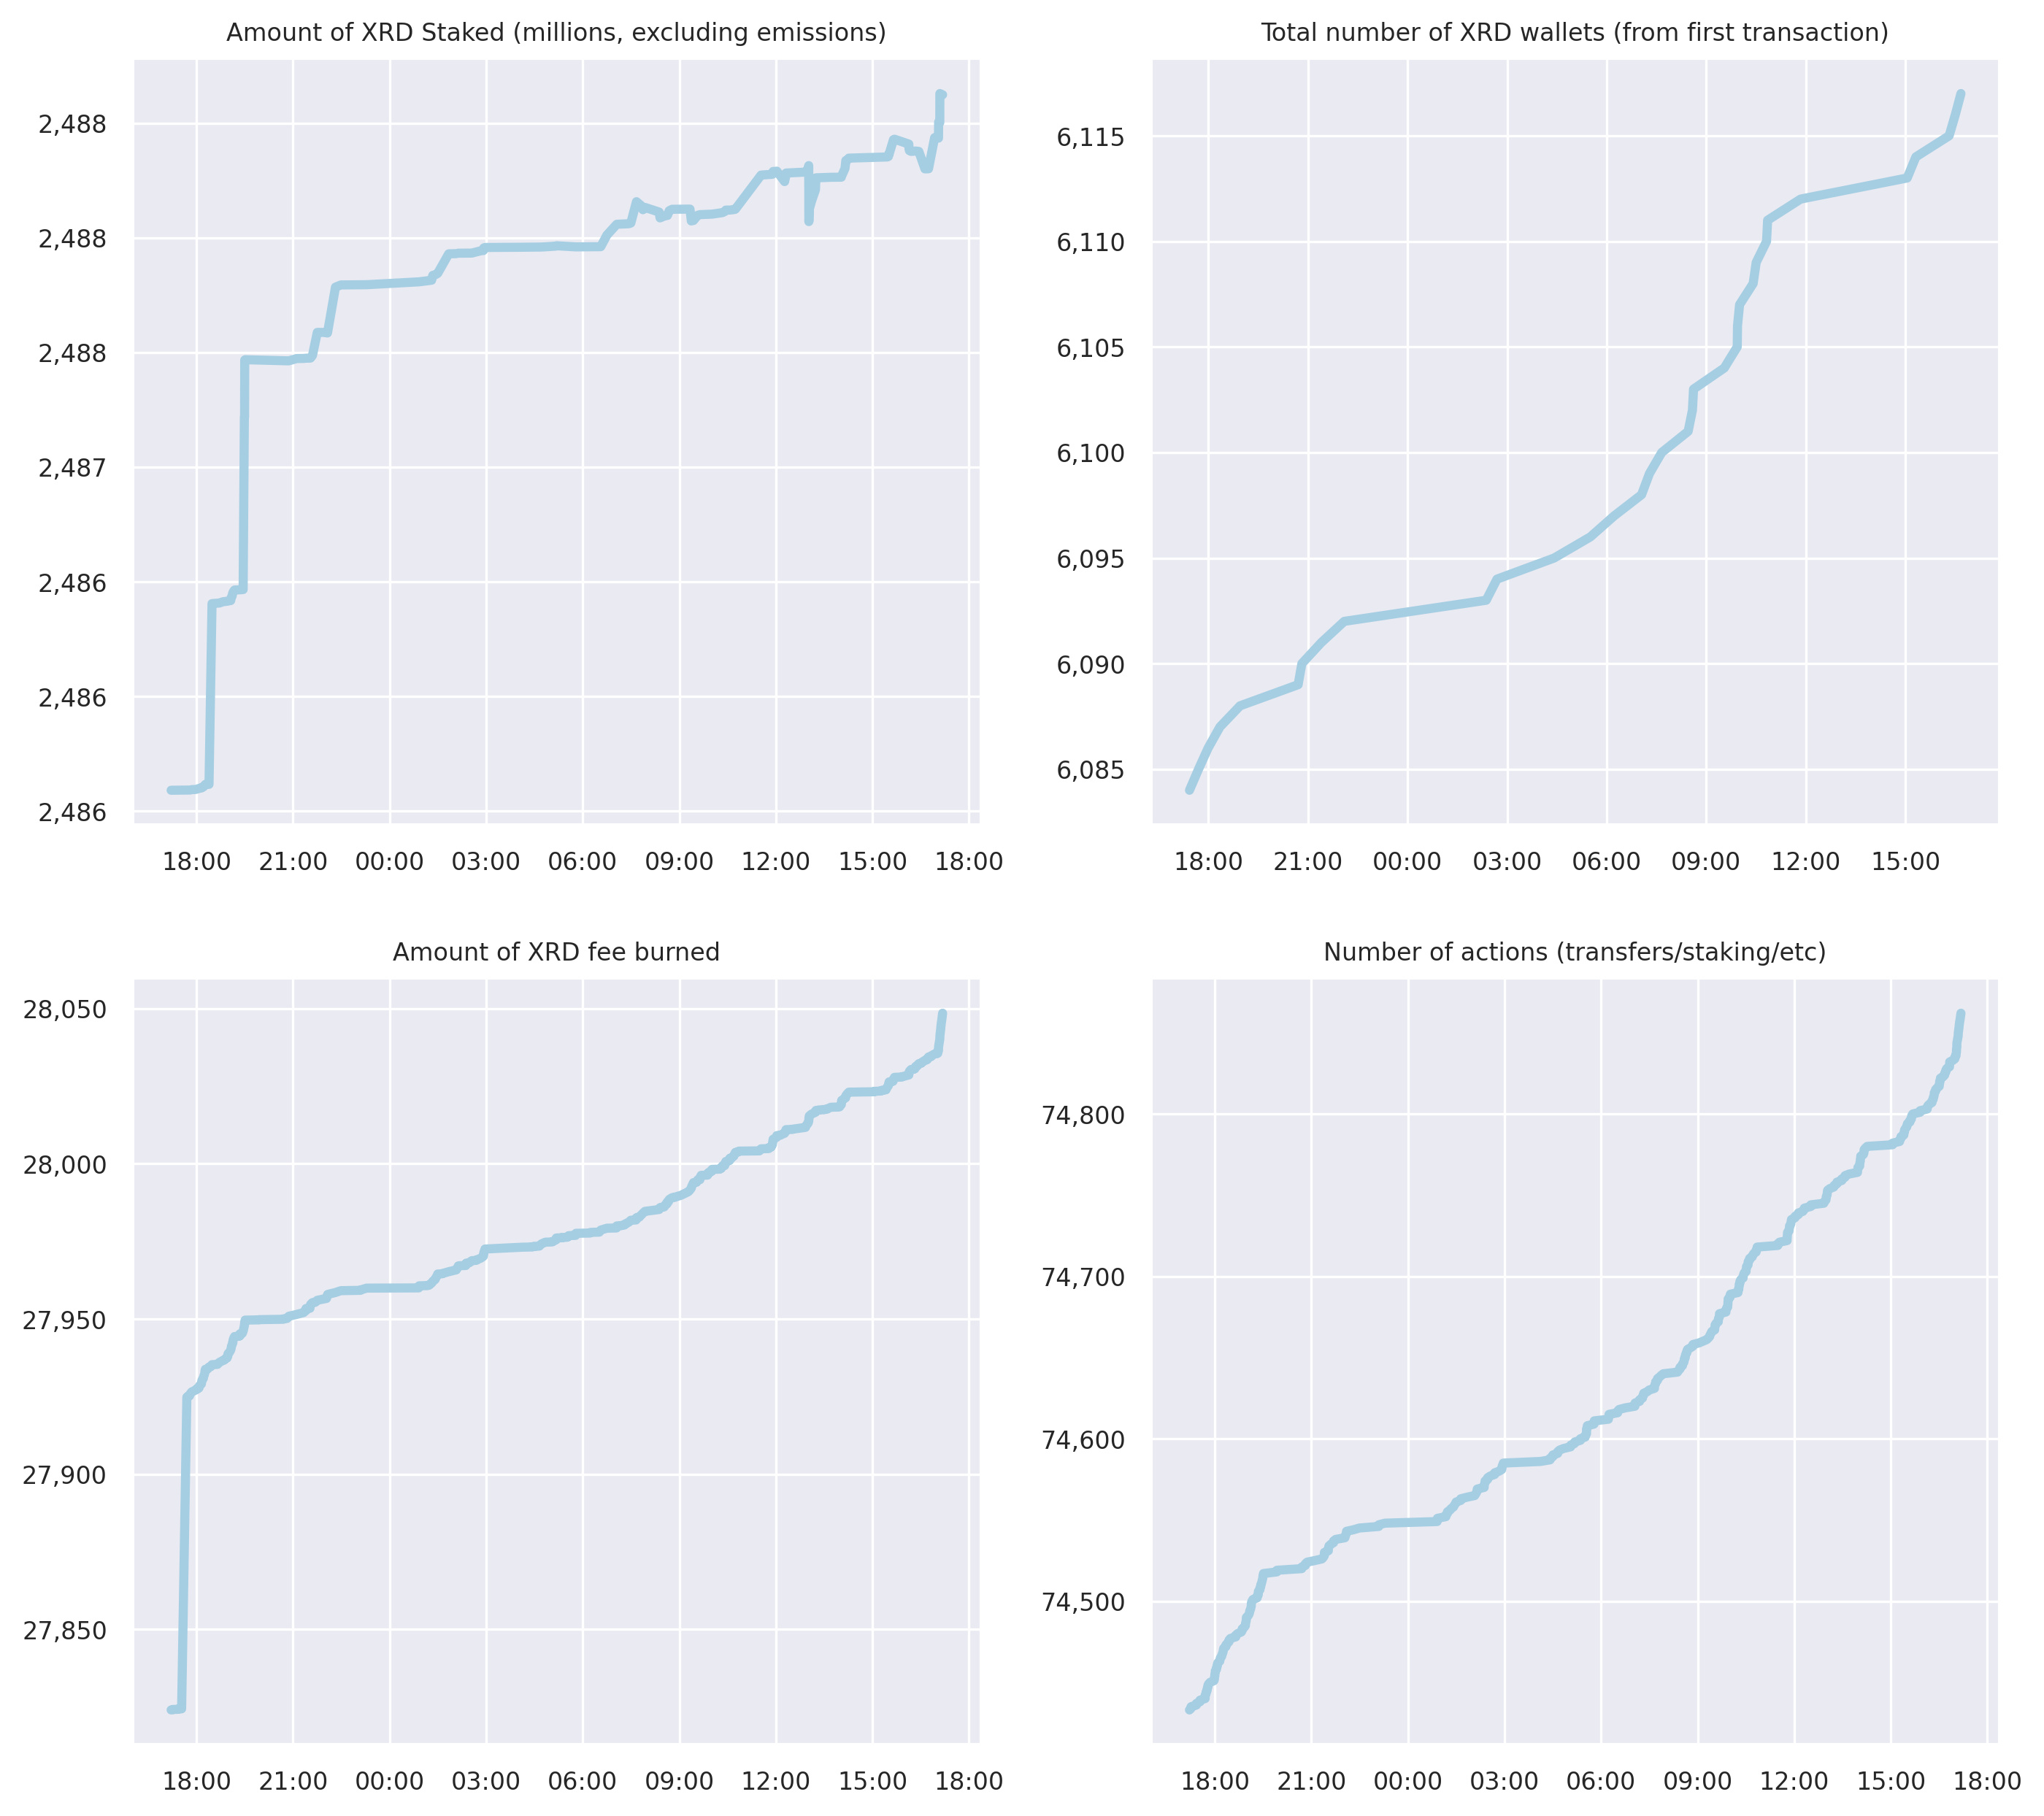 Amount of XRD Staked (millions, excluding emissions)
2,488
2,488
2,488
2,487
2,486
2,486
2,486
18:00 21:00 00:00 03:00 06:00 09:00 12:00 15:00 18:00
Total number of XRD wallets (from first transaction)
6,115
6,110
6,105
6,100
6,095
6,090
6,085
18:00 21:00 00:00 03:00 06:00 09:00 12:00 15:00
Amount of XRD fee burned
28,050
28,000
27,950
27,900
27,850
18:00 21:00 00:00 03:00 06:00 09:00 12:00 15:00 18:00
Number of actions (transfers/staking/etc)
74,800
74,700
74,600
74,500
18:00 21:00 00:00 03:00 06:00 09:00 12:00 15:00 18:00